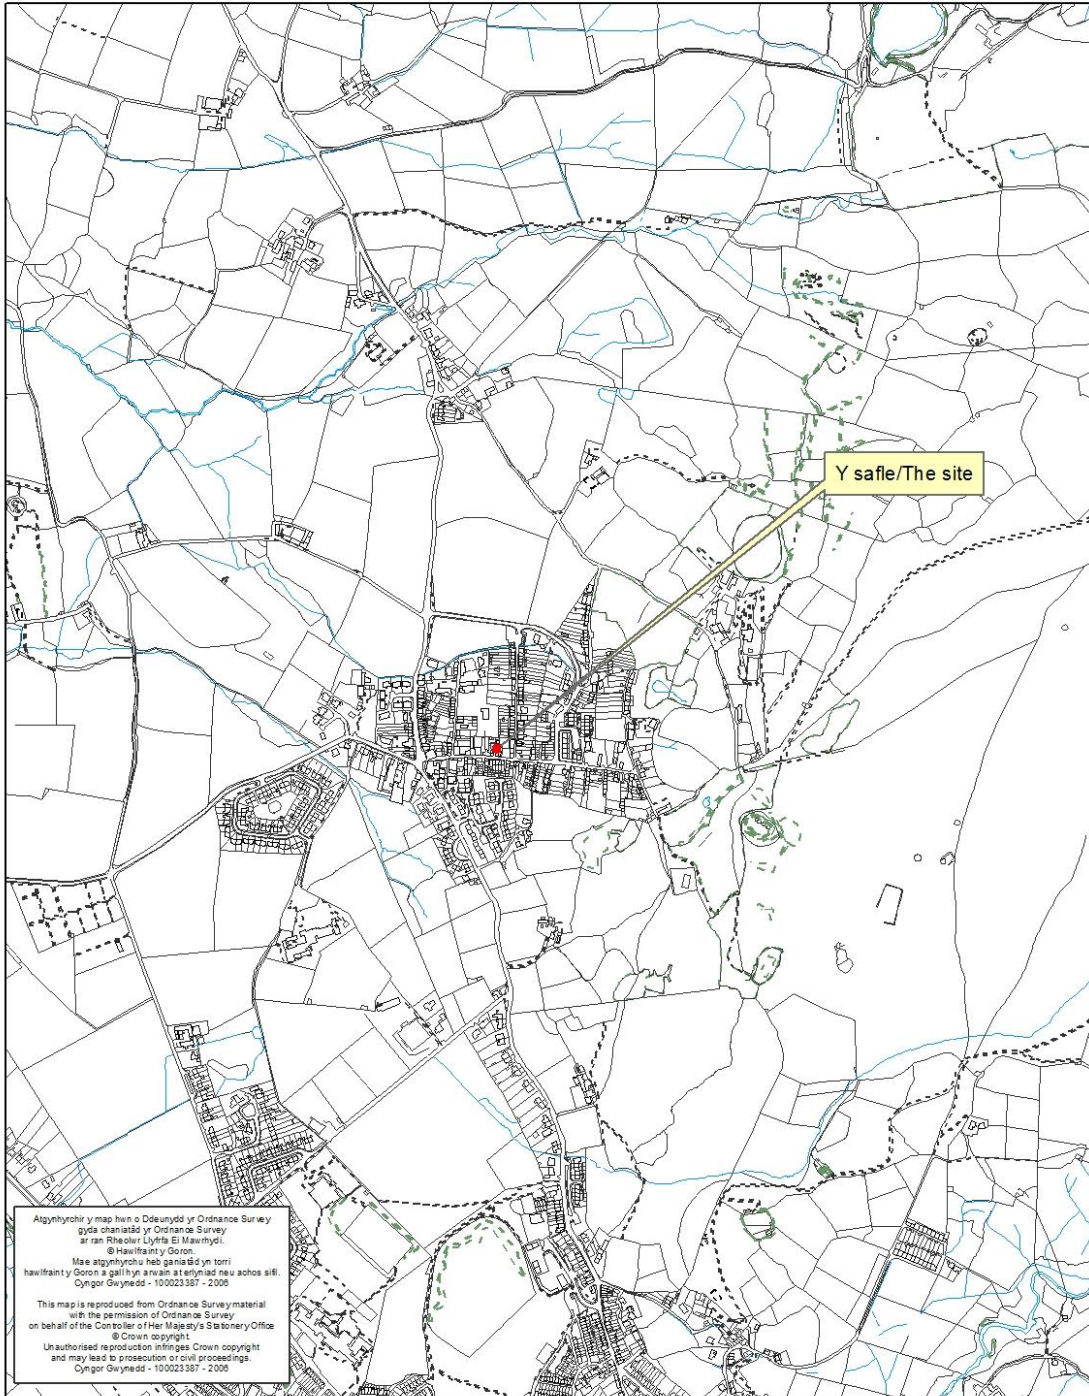 Y safle/The site
Atgynhyrchir y map hwn o Ddeunydd yr Ordnance Survey
gyda chaniatâd yr Ordnance Survey
ar ran Rheolwr Llyfrfa Ei Mawrhydi.
© Hawlfraint y Goron.
Mae atgynhyrchu heb ganiatâd yn torri
hawlfraint y Goron a gall hyn arwain at erlyniad neu achos sifil.
Cyngor Gwynedd - 100023387 - 2006
This map is reproduced from Ordnance Survey material
with the permission of Ordnance Survey
on behalf of the Controller of Her Majesty's Stationery Office
© Crown copyright.
Unauthorised reproduction infringes Crown copyright
and may lead to prosecution or civil proceedings.
Cyngor Gwynedd - 100023387 - 2006